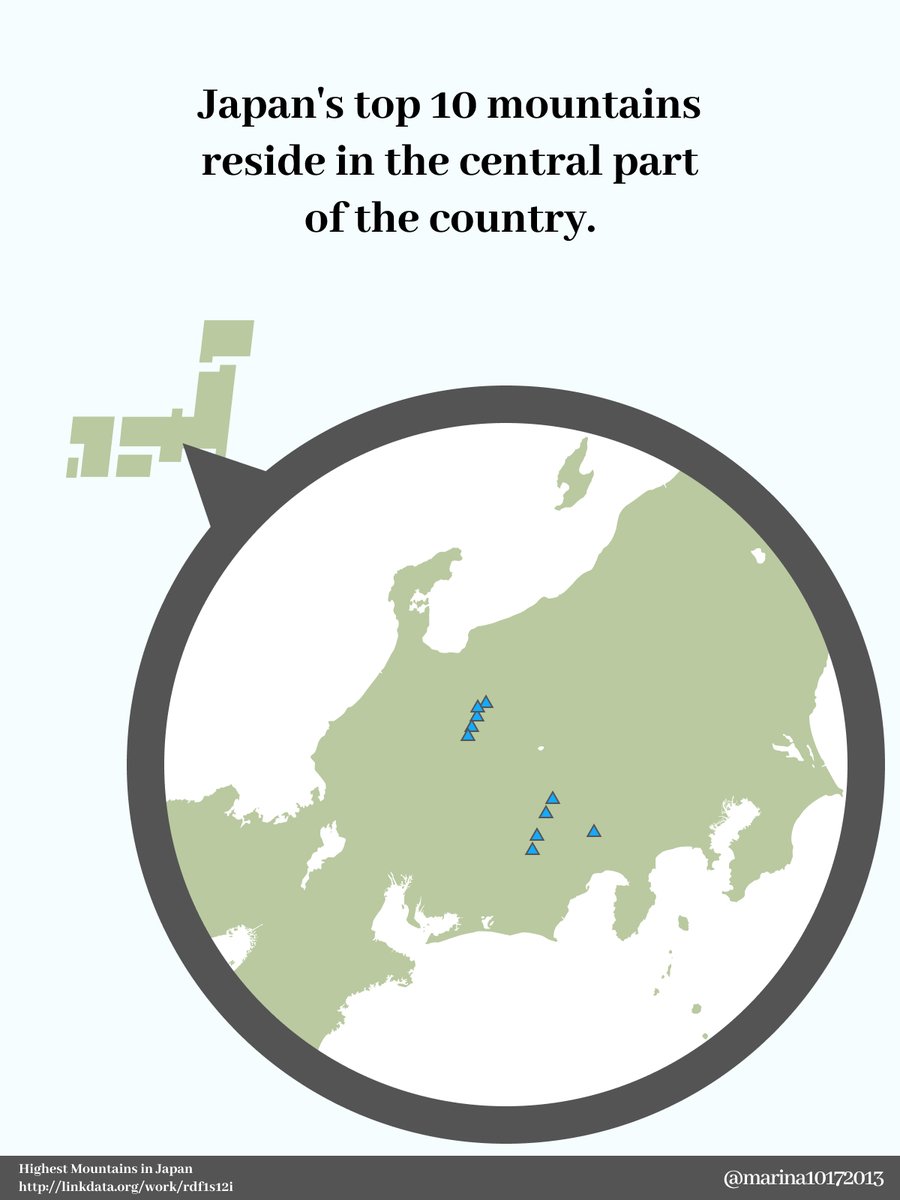 Japan's top 10 mountains
reside in the central part
of the country.
Highest Mountains in Japan
http://linkdata.org/work/rdf1s12i
@marina10172013